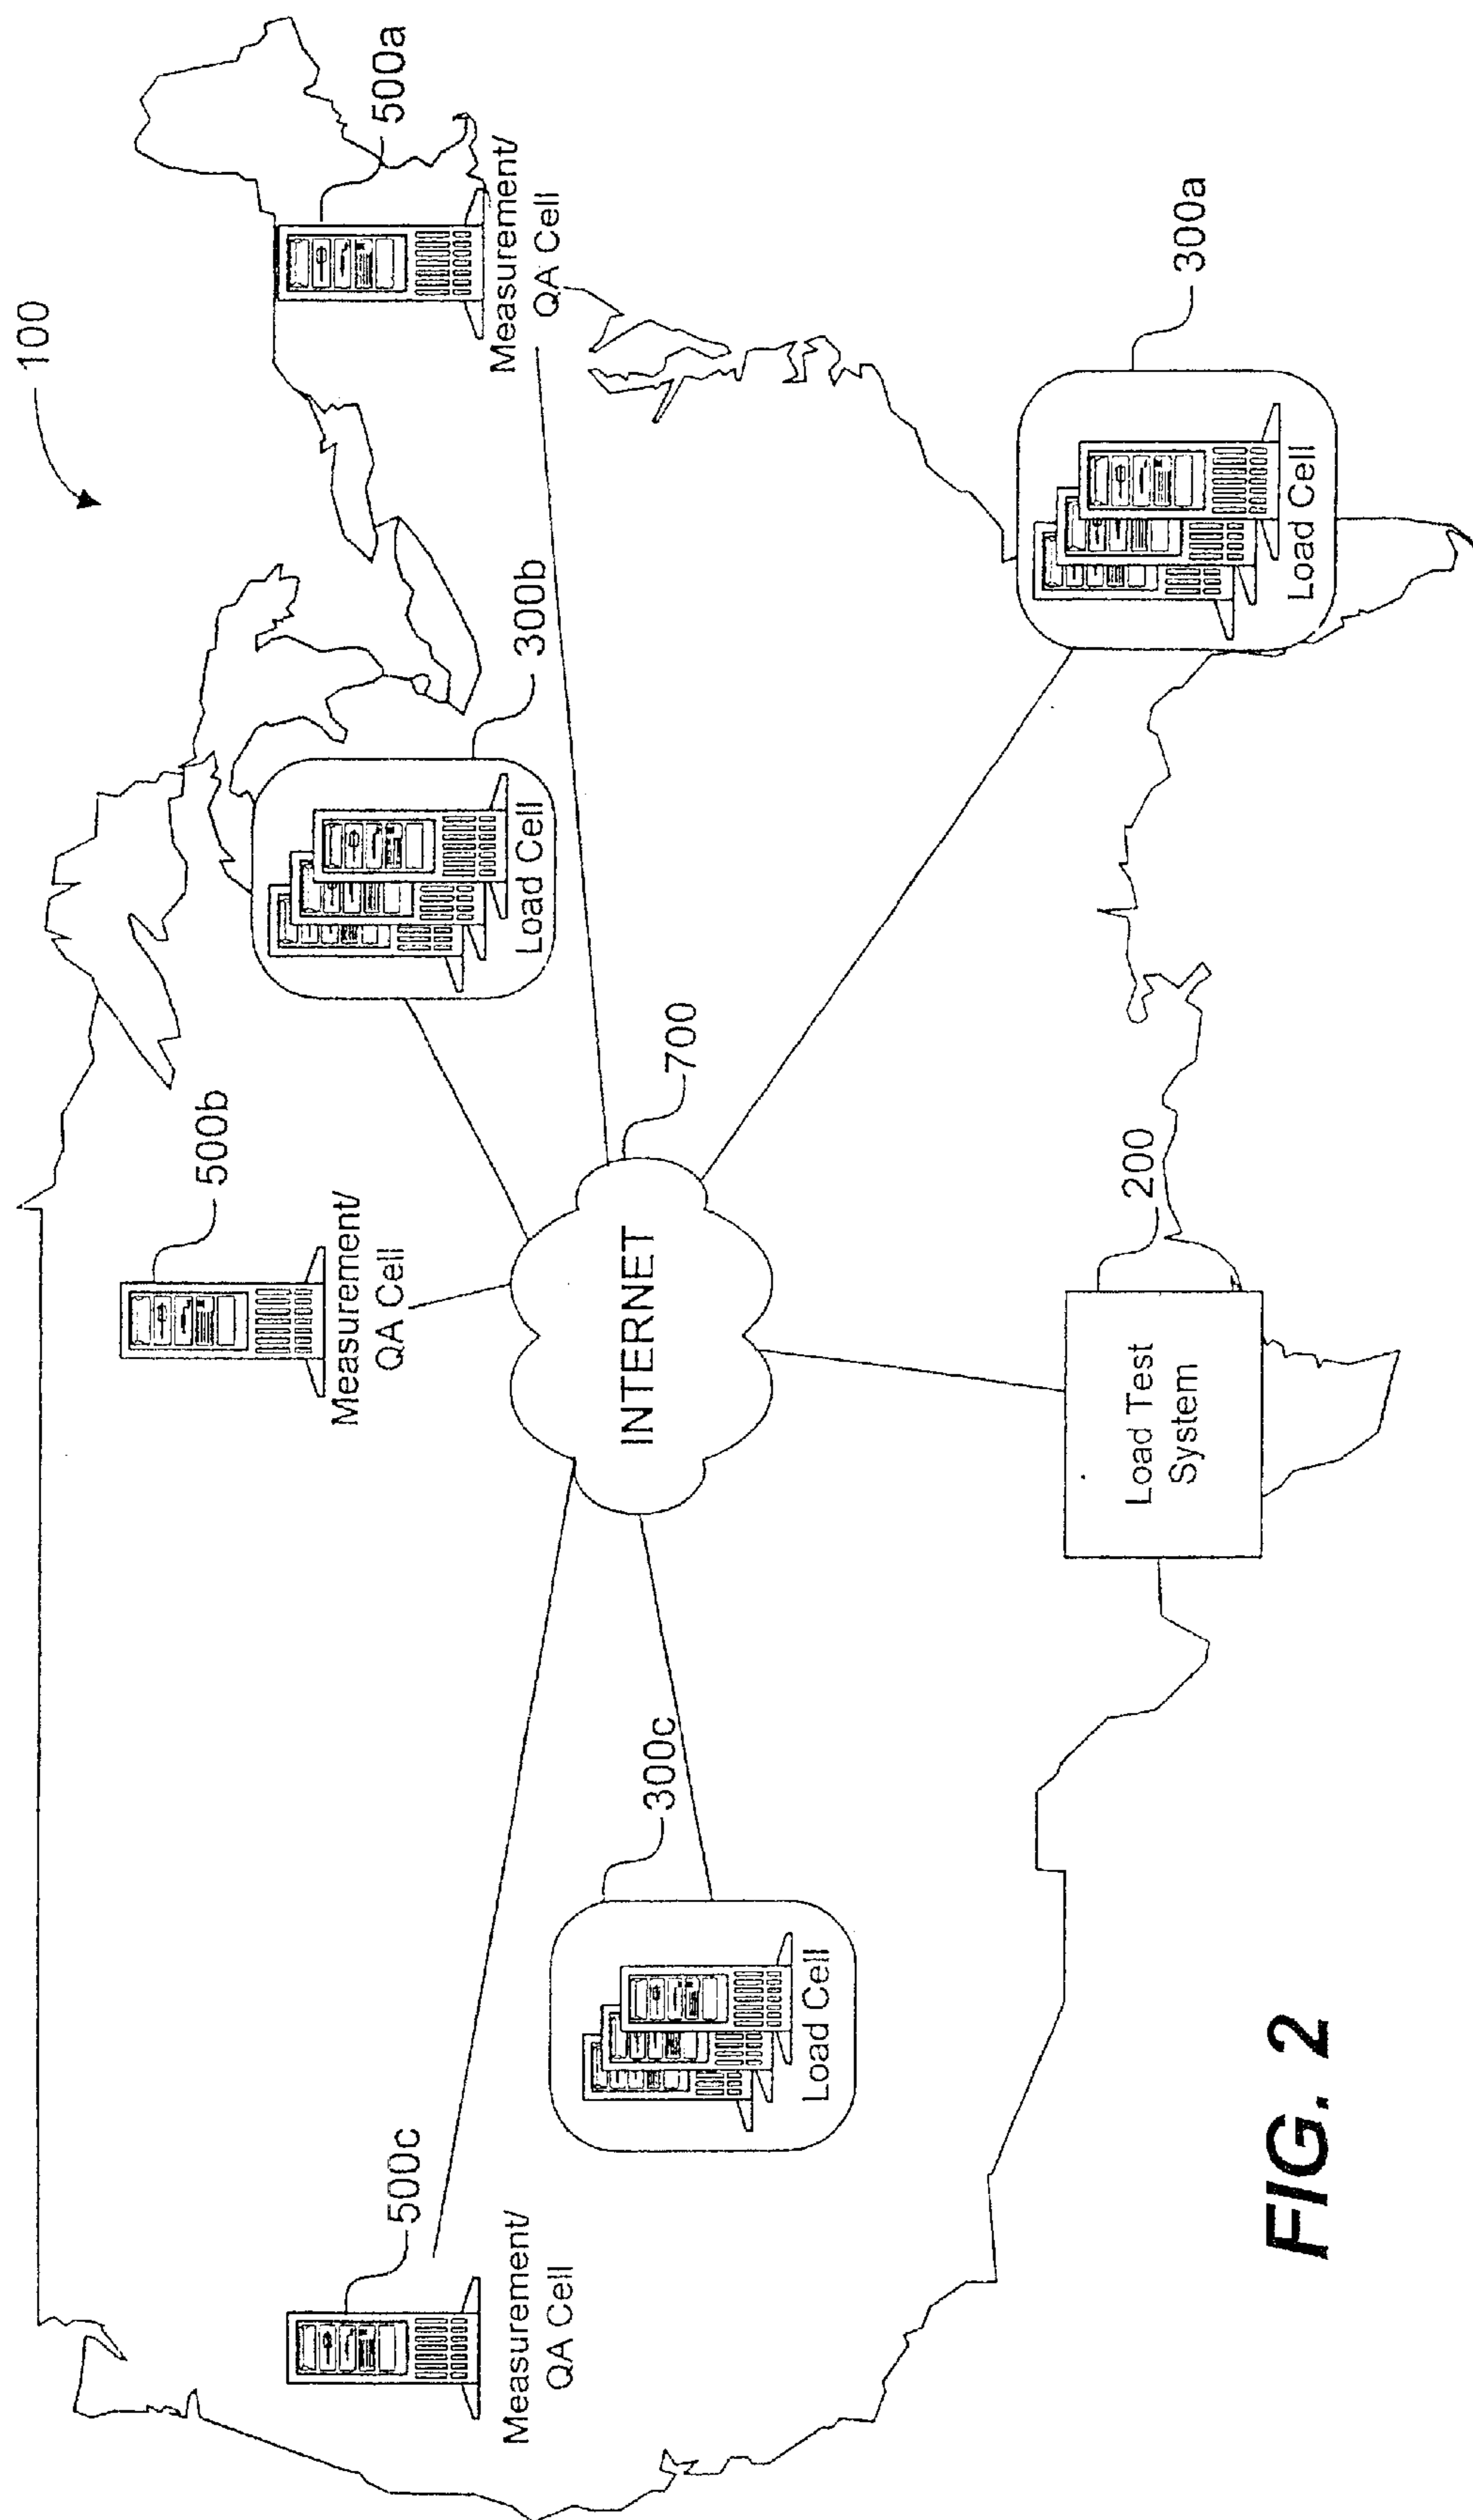 100
500b
Measurement/
QA Cell
500c
Measurement/
QA Cell
500a
Measurement/
QA Cell
300b
Load Cell
700
INTERNET
300c
Load Cell
300a
Load Cell
200
Load Test
System
FIG. 2